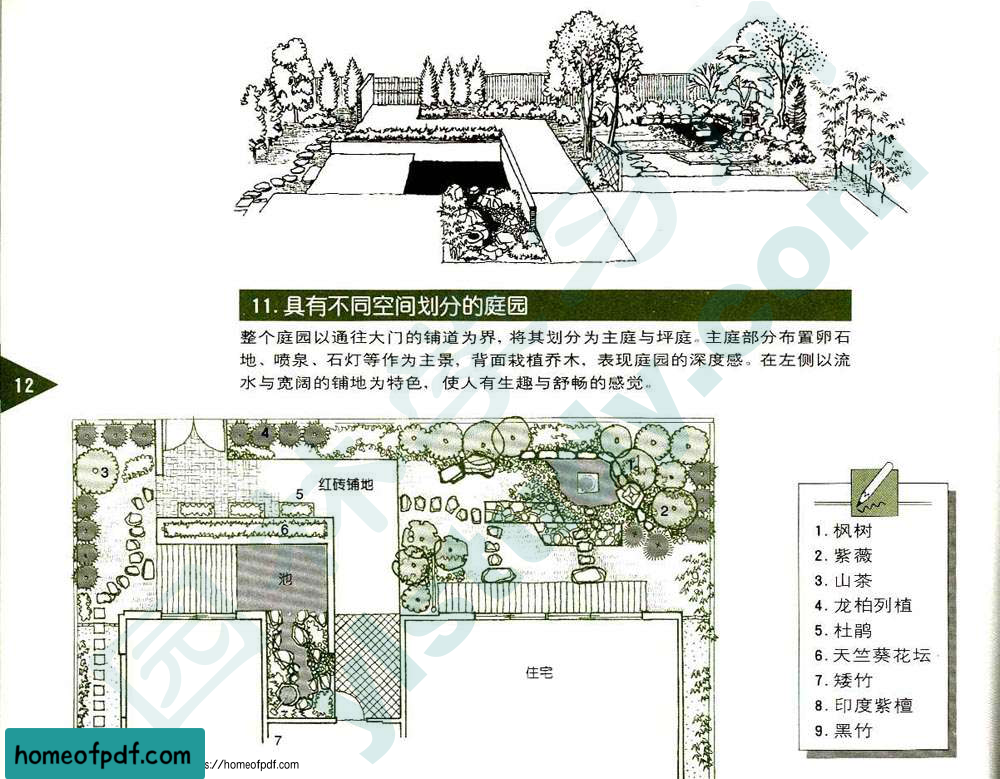 11.具有不同空间划分的庭园
整个庭园以通往大门的铺道为界，将其划分为主庭与坪庭。主庭部分布置卵石
地、喷泉、石灯等作为主景，背面栽植乔木，表现庭园的深度感。在左侧以流
水与宽阔的铺地为特色，使人有生趣与舒畅的感觉。
12
4
1
3
红砖铺地
5
2
6
9
池
住宅
7
1.枫树
2.紫薇
3.山茶
4.龙柏列植
5.杜鹃
6.天竺葵花坛
7.矮竹
8.印度紫檀
9.黑竹
homeofpdf.com
s://homeofpdf.com